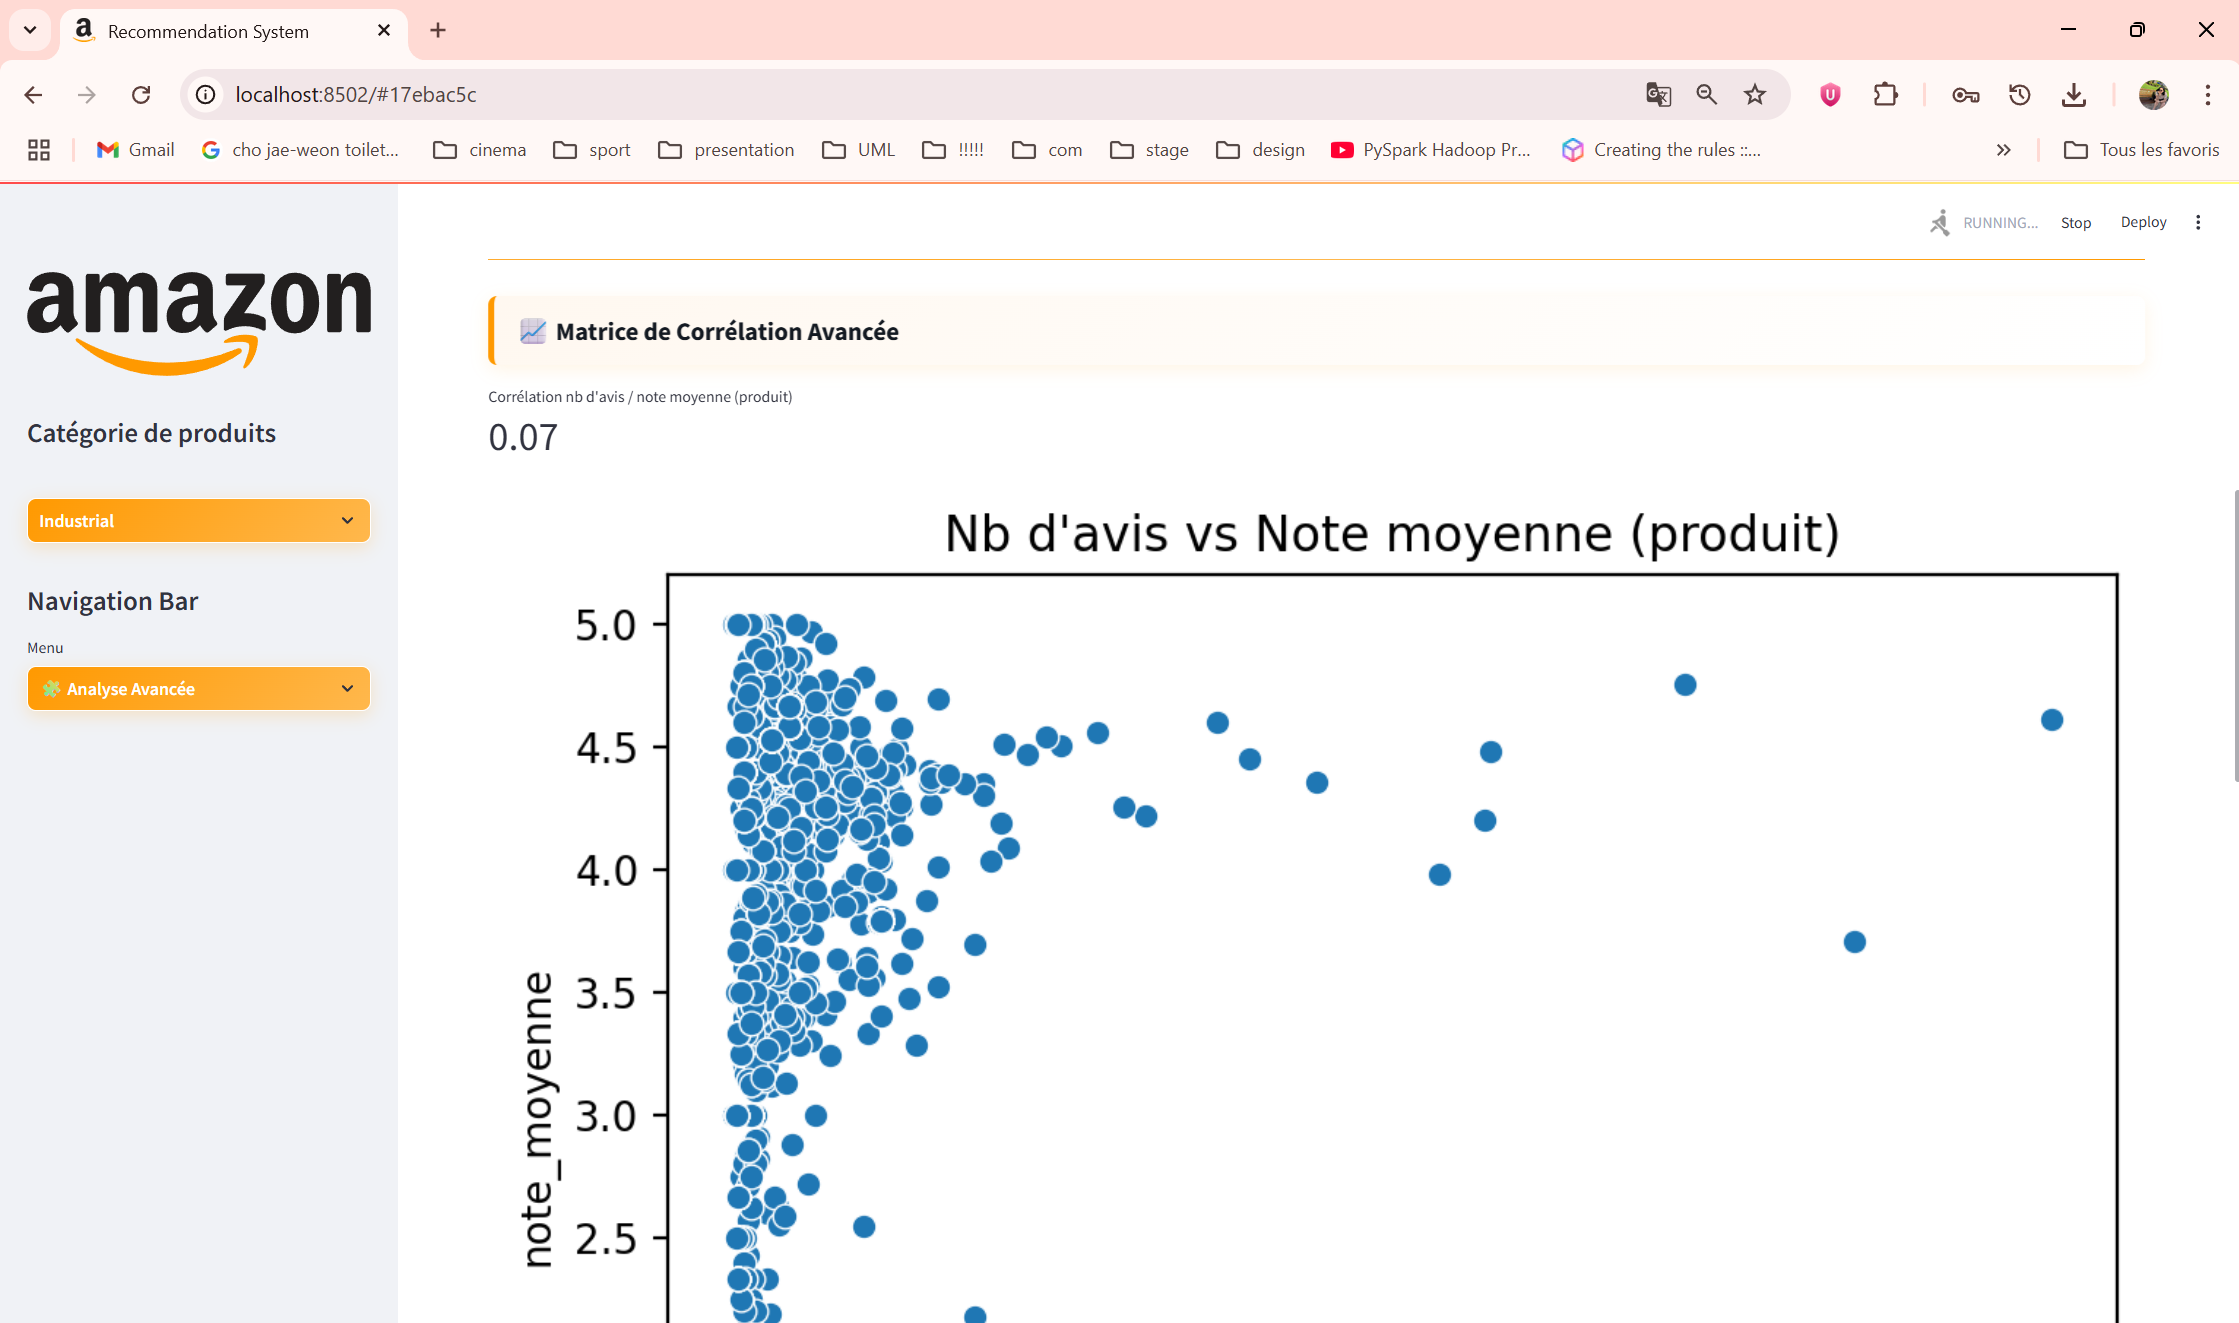 Recommendation System
localhost:8502/#17ebac5c
Gmail
cho jae-weon toilet...
cinema
sport
presentation
UML
!!!!!
com
stage
design
PySpark Hadoop Pr...
Creating the rules ::...
Tous les favoris
RUNNING...
Stop
Deploy
amazon
Catégorie de produits
Industrial
Navigation Bar
Menu
Analyse Avancée
Matrice de Corrélation Avancée
Corrélation nb d'avis / note moyenne (produit)
0.07
Nb d'avis vs Note moyenne (produit)
5.0
4.5
4.0
3.5
3.0
2.5
note_moyenne